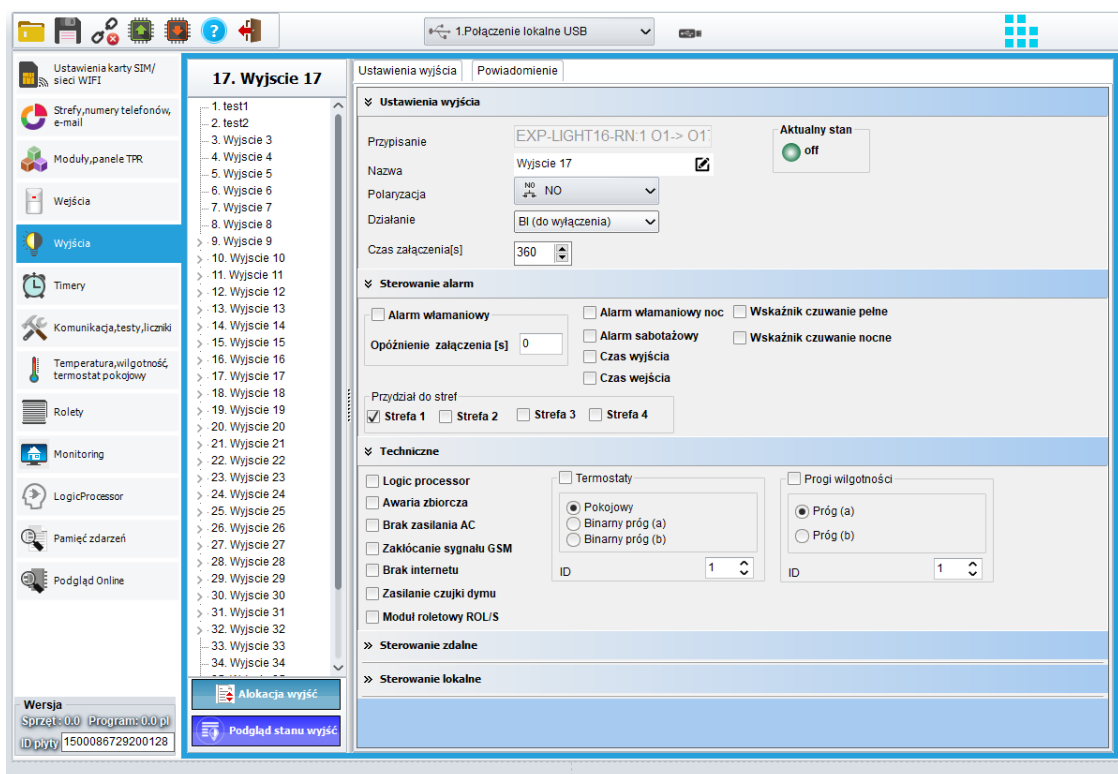 1.Połączenie lokalne USB
Ustawienia karty SIM/
sieci WIFI
Strefy,numery telefonów,
e-mail
Moduły,panele TPR
Wejścia
Wyjścia
Timery
Komunikacja,testy,liczniki
Temperatura,wilgotność,
termostat pokojowy
Rolety
Monitoring
LogicProcessor
Pamięć zdarzeń
Podgląd Online
Wersja
Sprzęt : 0.0 Program: 0.0 pl
ID płyty 1500086729200128
17. Wyjscie 17
1. test1
2. test2
3. Wyjscie 3
4. Wyjscie 4
5. Wyjscie 5
6. Wyjscie 6
7. Wyjscie 7
8. Wyjscie 8
9. Wyjscie 9
10. Wyjscie 10
11. Wyjscie 11
12. Wyjscie 12
13. Wyjscie 13
14. Wyjscie 14
15. Wyjscie 15
16. Wyjscie 16
17. Wyjscie 17
18. Wyjscie 18
19. Wyjscie 19
20. Wyjscie 20
21. Wyjscie 21
22. Wyjscie 22
23. Wyjscie 23
24. Wyjscie 24
25. Wyjscie 25
26. Wyjscie 26
27. Wyjscie 27
28. Wyjscie 28
29. Wyjscie 29
30. Wyjscie 30
31. Wyjscie 31
32. Wyjscie 32
33. Wyjscie 33
34. Wyjscie 34
Alokacja wyjść
Podgląd stanu wyjść
Ustawienia wyjścia Powiadomienie
Ustawienia wyjścia
Przypisanie EXP-LIGHT16-RN:1 O1-> O17
Nazwa Wyjscie 17
Polaryzacja NO NO
Działanie BI (do wyłączenia)
Czas załączenia[s] 360
Aktualny stan
off
Sterowanie alarm
Alarm włamaniowy
Opóźnienie załączenia [s] 0
Alarm włamaniowy noc
Alarm sabotażowy
Czas wyjścia
Czas wejścia
Wskaźnik czuwanie pełne
Wskaźnik czuwanie nocne
Przydział do stref
Strefa 1 Strefa 2 Strefa 3 Strefa 4
Techniczne
Logic processor
Awaria zbiorcza
Brak zasilania AC
Zakłócanie sygnału GSM
Brak internetu
Zasilanie czujki dymu
Moduł roletowy ROL/S
Termostaty
Pokojowy
Binarny próg (a)
Binarny próg (b)
ID 1
Progi wilgotności
Próg (a)
Próg (b)
ID 1
Sterowanie zdalne
Sterowanie lokalne